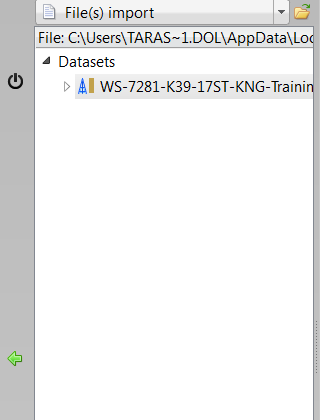 File(s) import
File: C:\Users\TARAS~1.DOL\AppData\Loc
Datasets
WS-7281-K39-17ST-KNG-Trainin